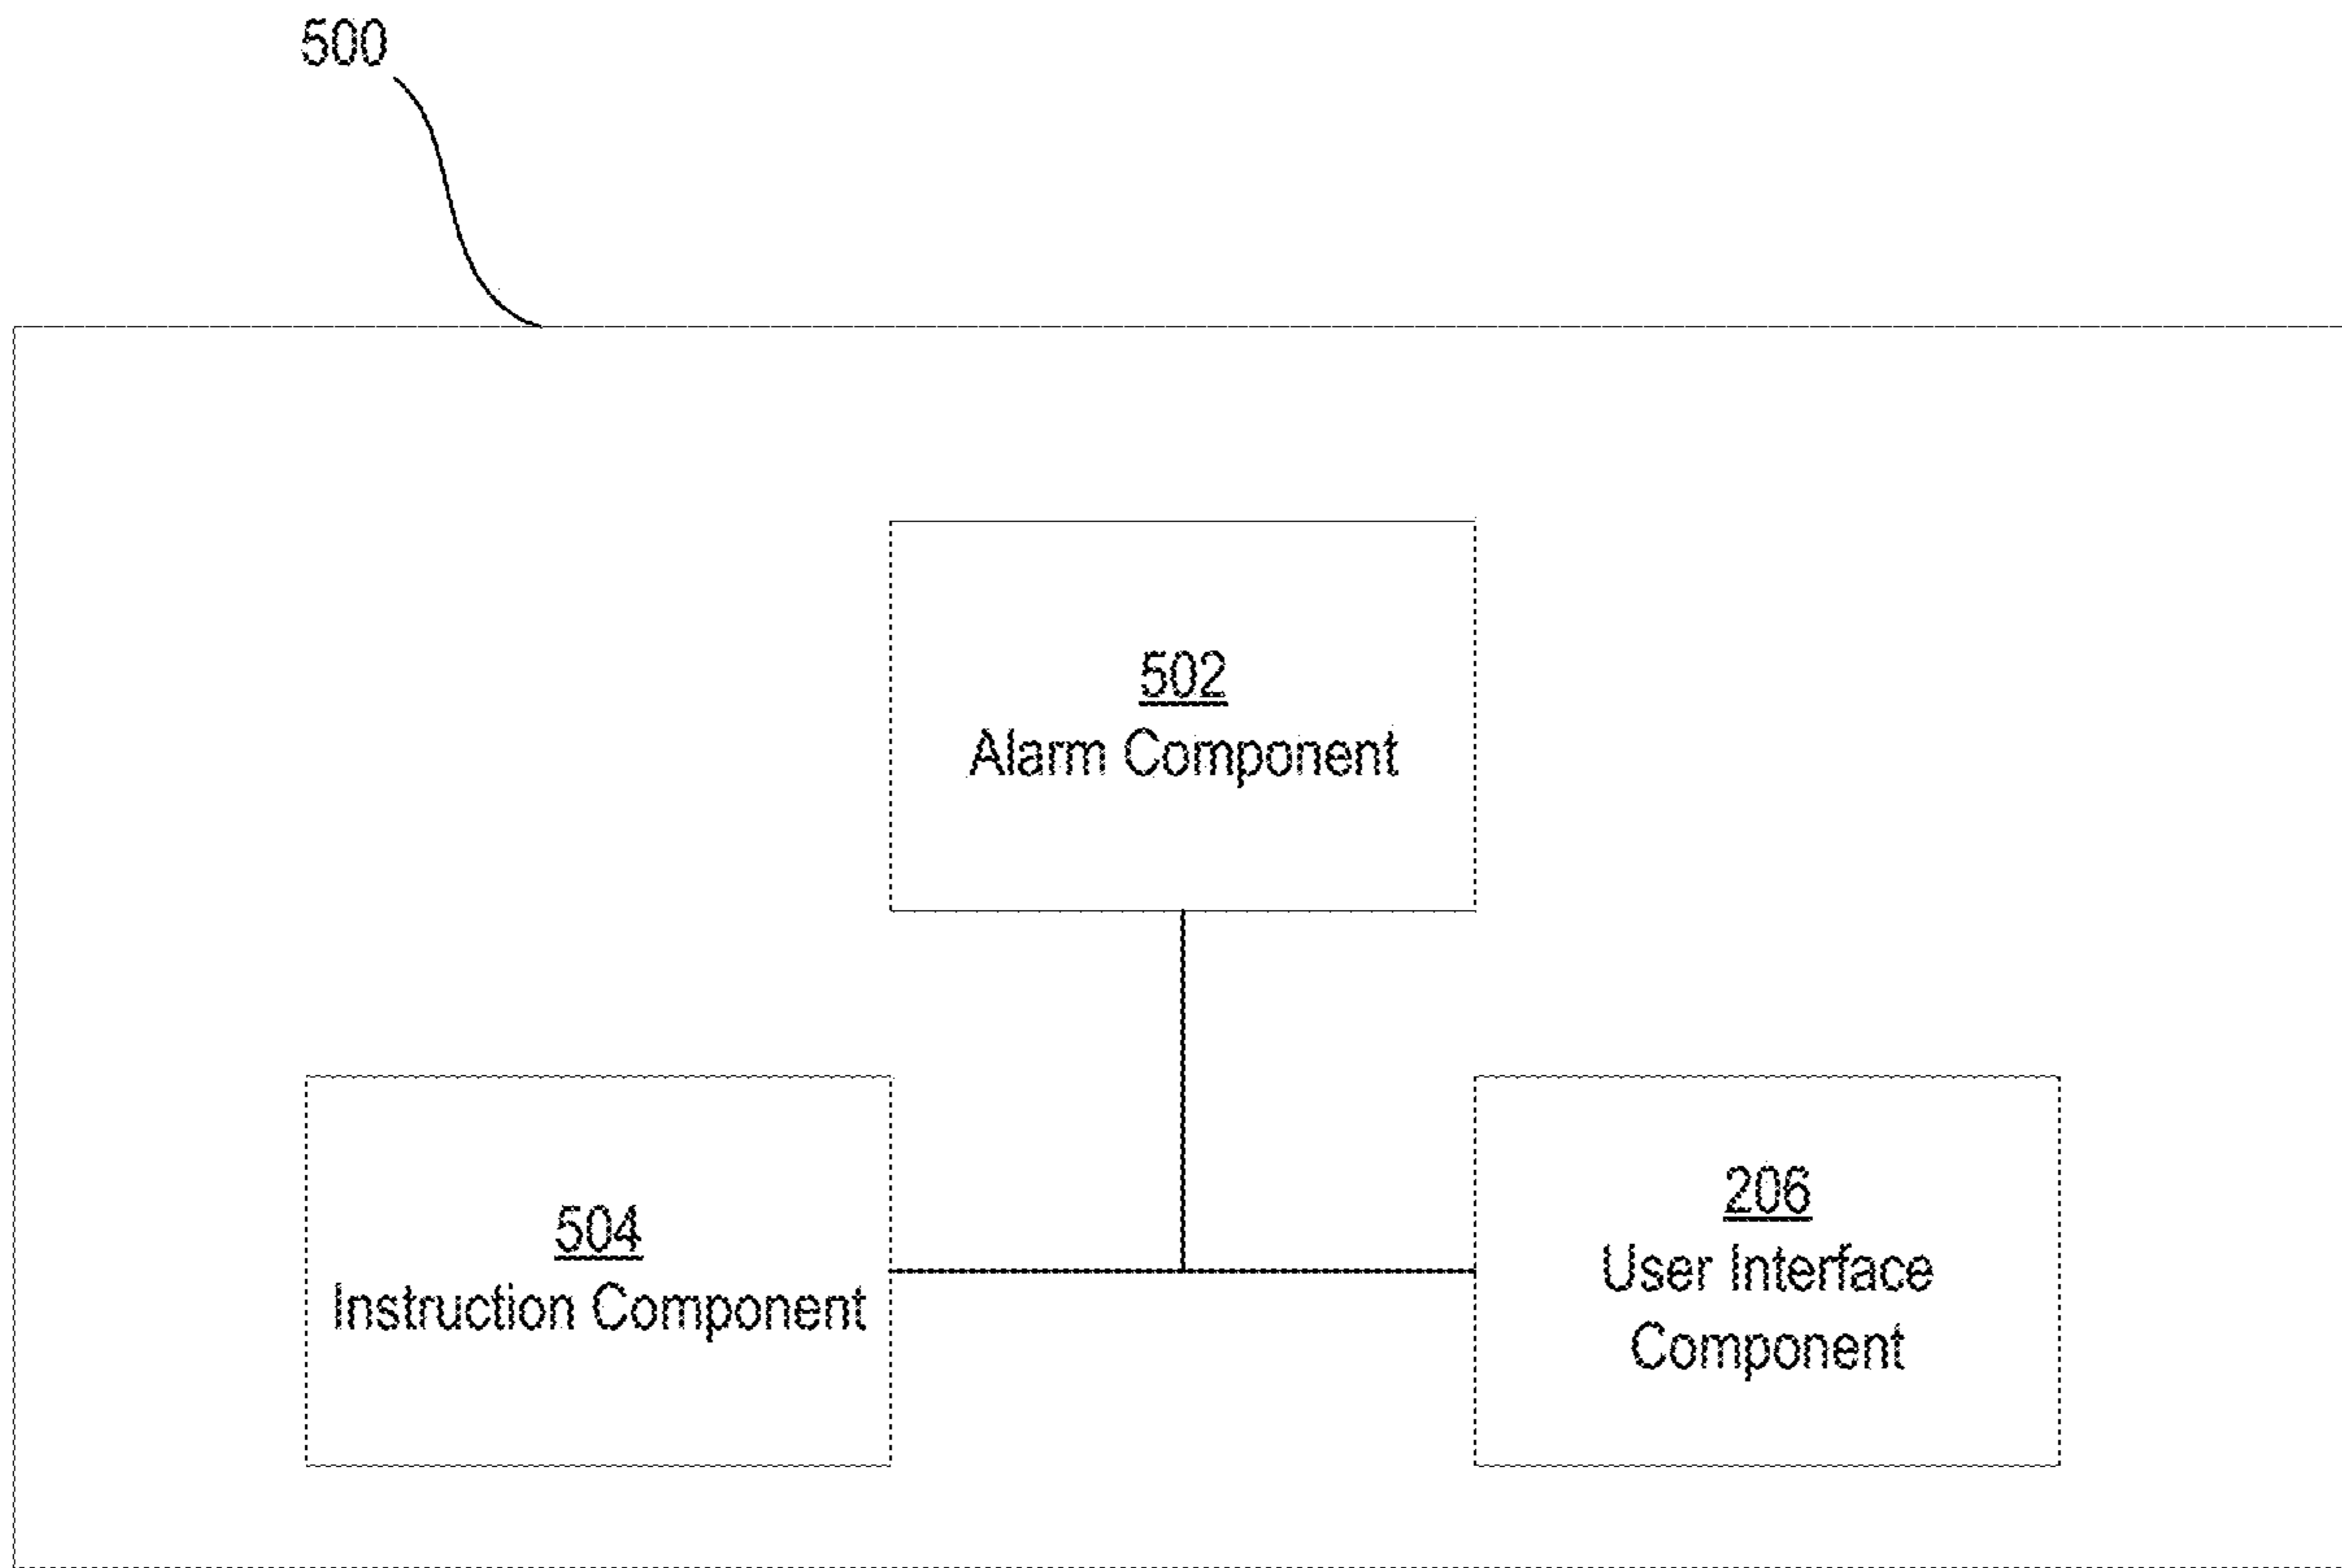 500
502
Alarm Component
504
Instruction Component
206
User Interface
Component